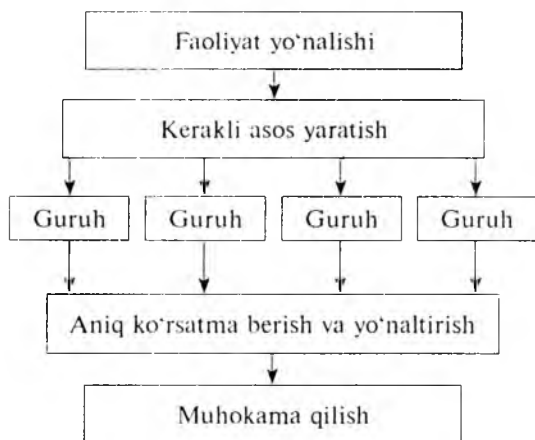 Faoliyat yo‘nalishi
Kerakli asos yaratish
Guruh Guruh Guruh Guruh
Aniq ko‘rsatma berish va yo‘naltirish
Muhokama qilish